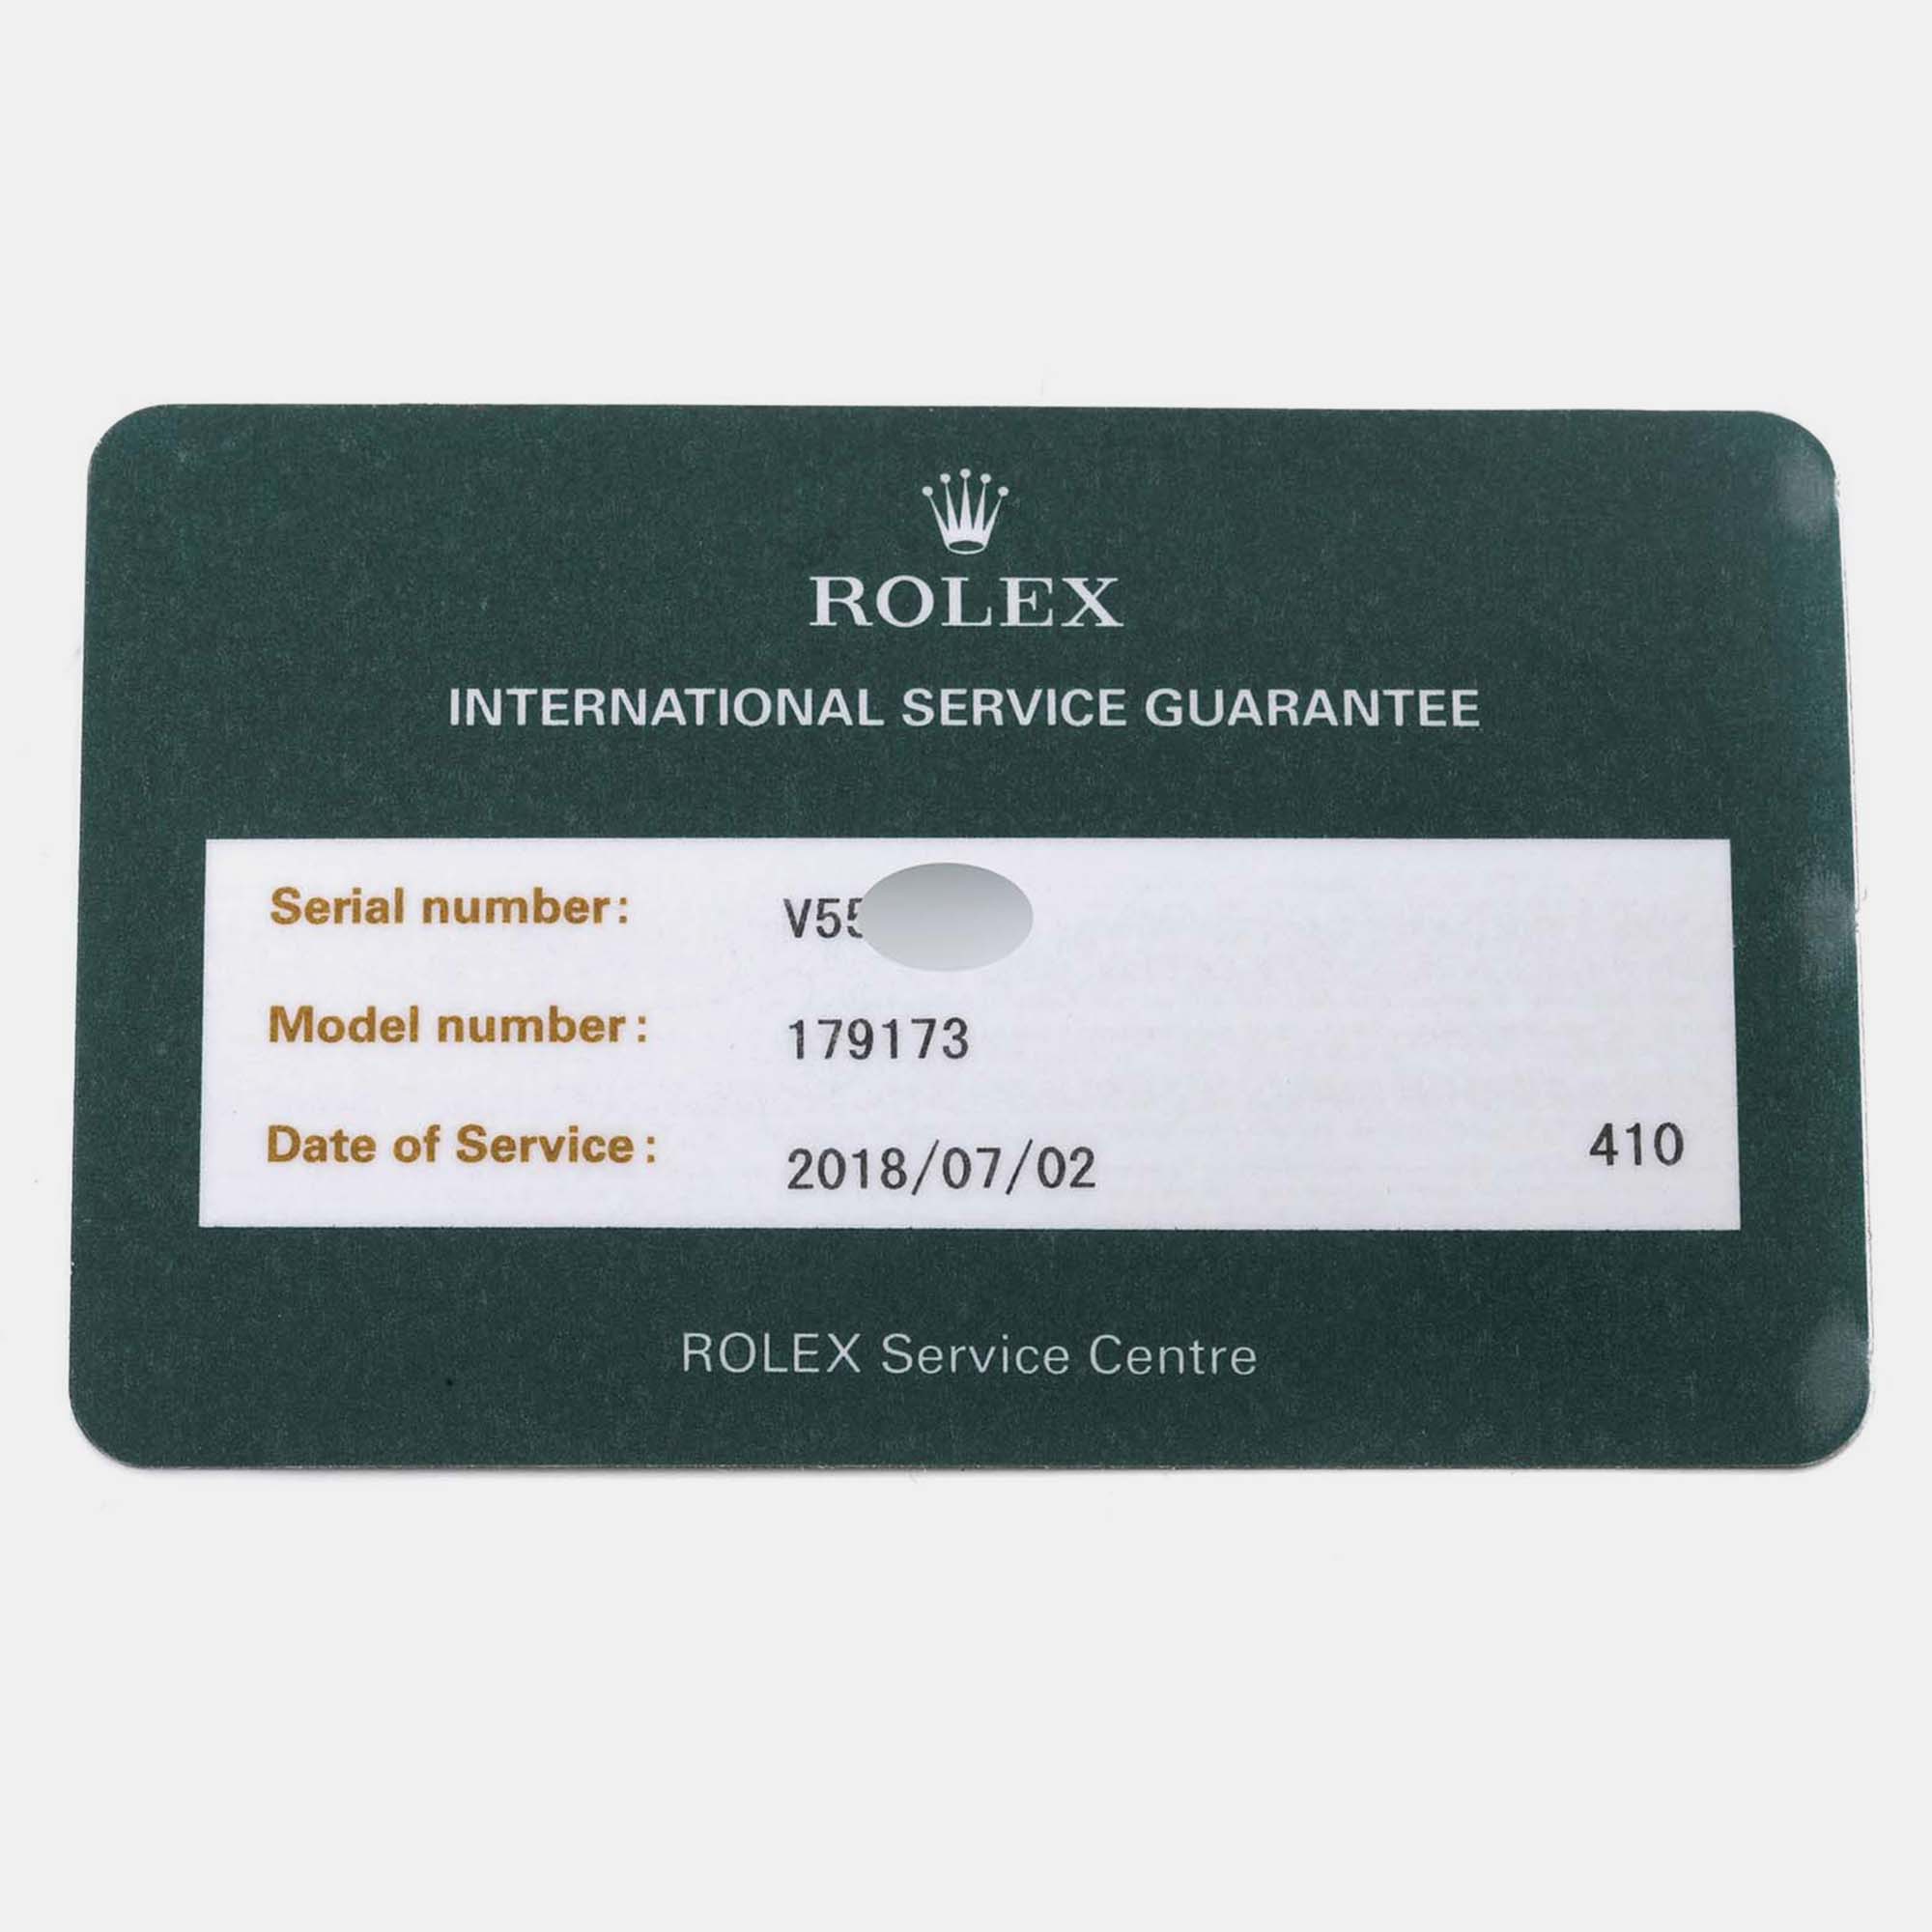 ROLEX
INTERNATIONAL SERVICE GUARANTEE
Serial number: V55
Model number: 179173
Date of Service: 2018/07/02 410
ROLEX Service Centre